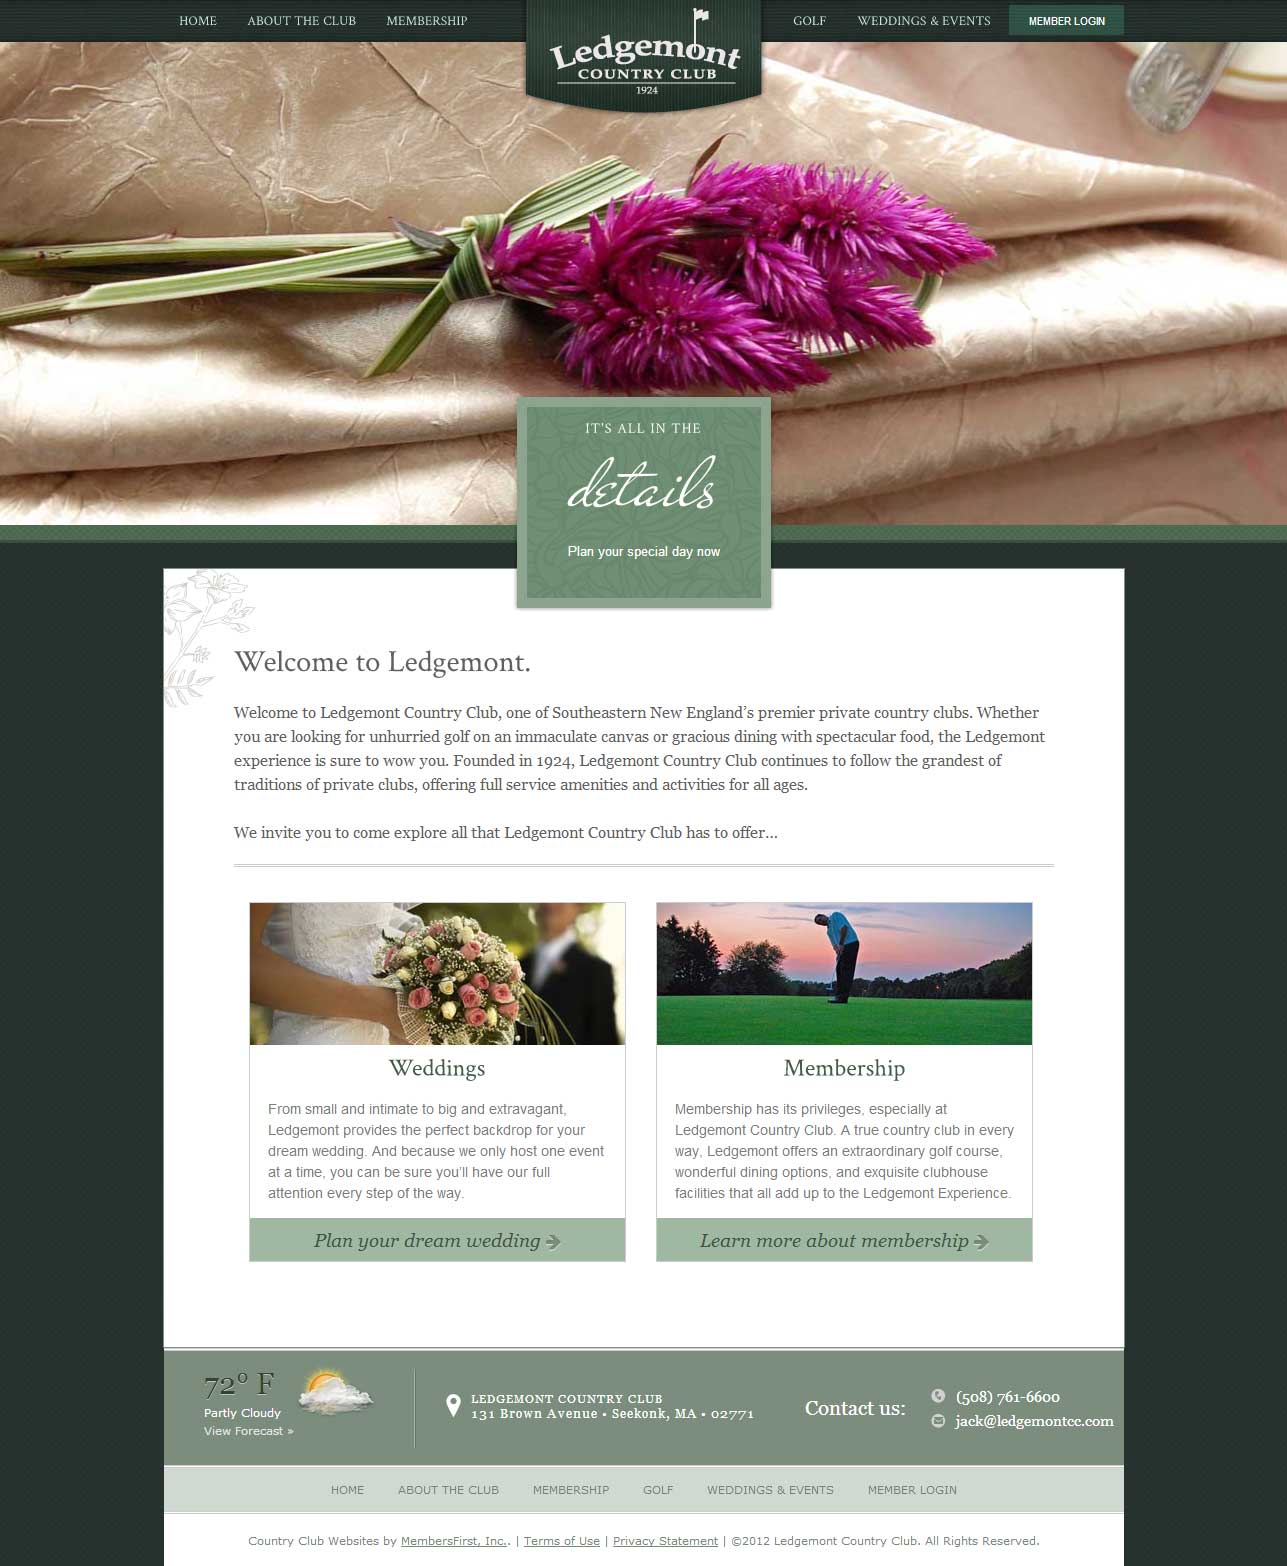 HOME ABOUT THE CLUB MEMBERSHIP
Ledgemont
COUNTRY CLUB
1924
GOLF WEDDINGS & EVENTS MEMBER LOGIN
IT'S ALL IN THE
details
Plan your special day now
Welcome to Ledgemont.
Welcome to Ledgemont Country Club, one of Southeastern New England's premier private country clubs. Whether
you are looking for unhurried golf on an immaculate canvas or gracious dining with spectacular food, the Ledgemont
experience is sure to wow you. Founded in 1924, Ledgemont Country Club continues to follow the grandest of
traditions of private clubs, offering full service amenities and activities for all ages.
We invite you to come explore all that Ledgemont Country Club has to offer...
Weddings
From small and intimate to big and extravagant,
Ledgemont provides the perfect backdrop for your
dream wedding. And because we only host one event
at a time, you can be sure you'll have our full
attention every step of the way.
Plan your dream wedding
Membership
Membership has its privileges, especially at
Ledgemont Country Club. A true country club in every
way, Ledgemont offers an extraordinary golf course,
wonderful dining options, and exquisite clubhouse
facilities that all add up to the Ledgemont Experience.
Learn more about membership
72° F
Partly Cloudy
View Forecast »
LEDGEMONT COUNTRY CLUB
131 Brown Avenue • Seekonk, MA • 02771
Contact us:
(508) 761-6600
jack@ledgemontcc.com
HOME ABOUT THE CLUB MEMBERSHIP GOLF WEDDINGS & EVENTS MEMBER LOGIN
Country Club Websites by MembersFirst, Inc.. | Terms of Use | Privacy Statement | ©2012 Ledgemont Country Club. All Rights Reserved.